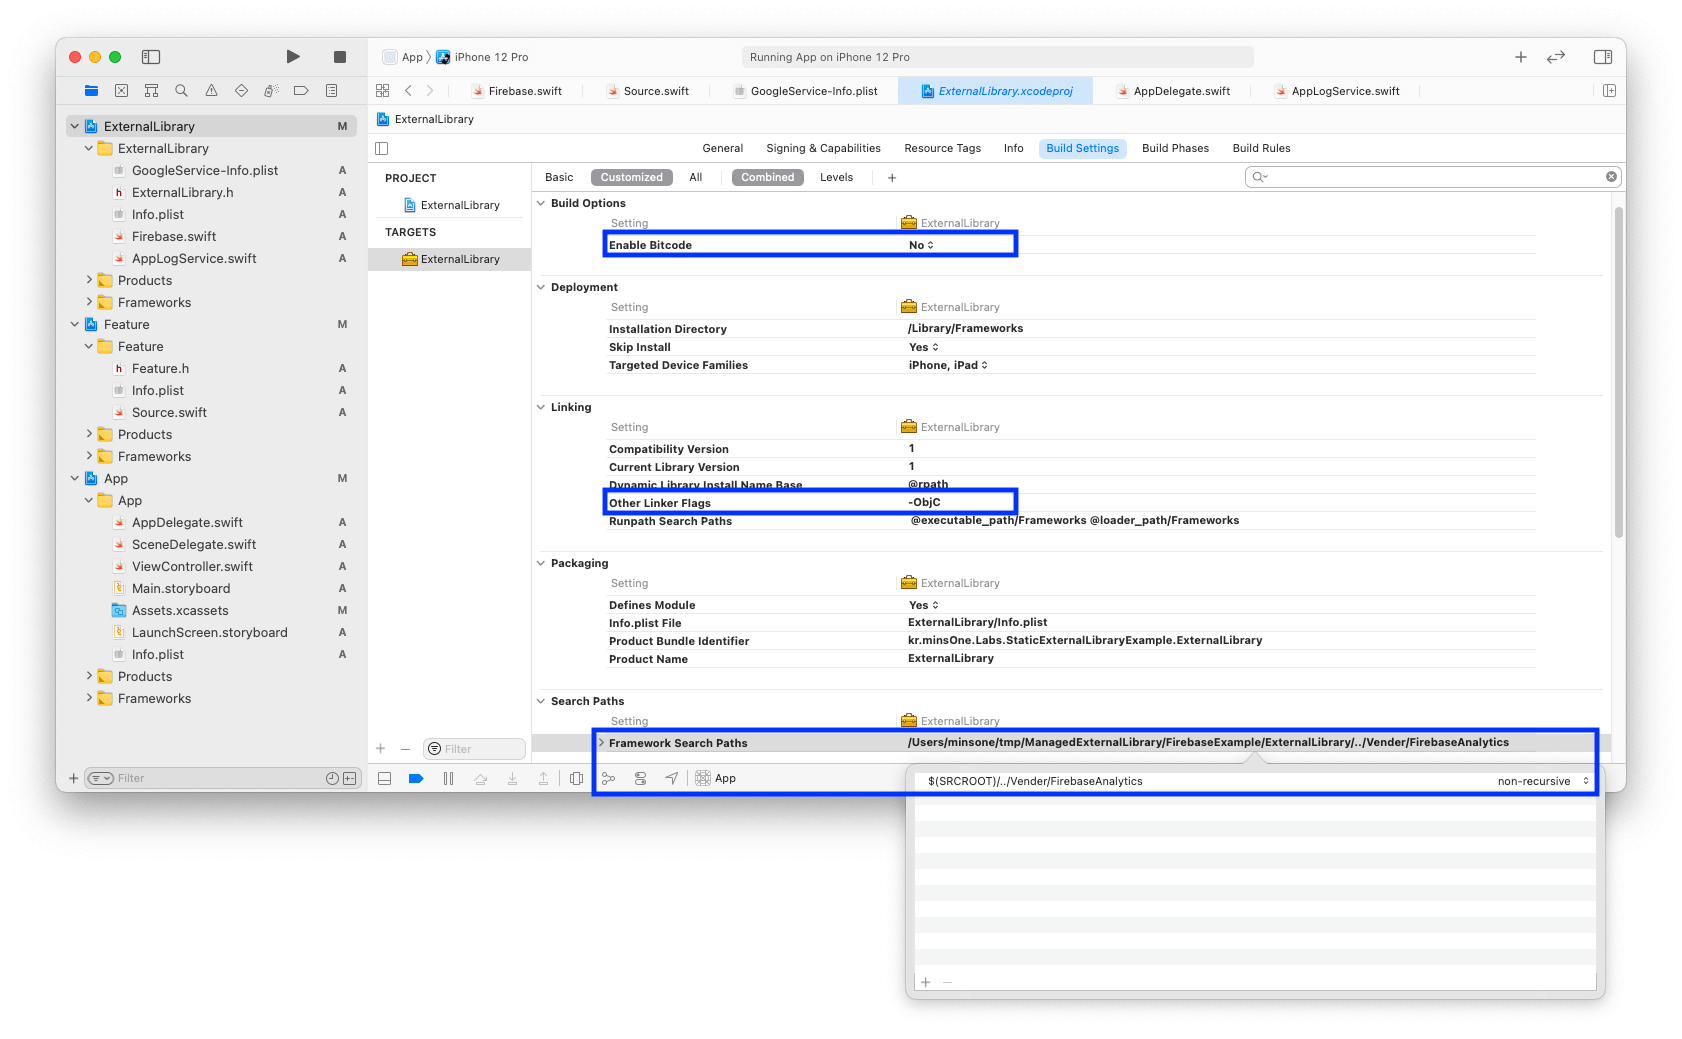 App
iPhone 12 Pro
Running App on iPhone 12 Pro
Firebase.swift
Source.swift
GoogleService-Info.plist
ExternalLibrary.xcodeproj
AppDelegate.swift
AppLogService.swift
ExternalLibrary
General
Signing & Capabilities
Resource Tags
Info
Build Settings
Build Phases
Build Rules
ExternalLibrary M
ExternalLibrary
GoogleService-Info.plist A
ExternalLibrary.h A
Info.plist A
Firebase.swift A
AppLogService.swift A
Products
Frameworks
Feature M
Feature
Feature.h A
Info.plist A
Source.swift A
Products
Frameworks
App M
App
AppDelegate.swift A
SceneDelegate.swift A
ViewController.swift A
Main.storyboard A
Assets.xcassets M
LaunchScreen.storyboard A
Info.plist A
Products
Frameworks
Filter
PROJECT
ExternalLibrary
TARGETS
ExternalLibrary
Filter
Basic
Customized
All
Combined
Levels
Build Options
Setting ExternalLibrary
Enable Bitcode No
Deployment
Setting ExternalLibrary
Installation Directory /Library/Frameworks
Skip Install Yes
Targeted Device Families iPhone, iPad
Linking
Setting ExternalLibrary
Compatibility Version 1
Current Library Version 1
Dynamic Library Install Name Base @rpath
Other Linker Flags -ObjC
Runpath Search Paths @executable_path/Frameworks @loader_path/Frameworks
Packaging
Setting ExternalLibrary
Defines Module Yes
Info.plist File ExternalLibrary/Info.plist
Product Bundle Identifier kr.minsOne.Labs.StaticExternalLibraryExample.ExternalLibrary
Product Name ExternalLibrary
Search Paths
Setting ExternalLibrary
Framework Search Paths /Users/minsone/tmp/ManagedExternalLibrary/FirebaseExample/ExternalLibrary/../Vender/FirebaseAnalytics
App
$(SRCROOT)/../Vender/FirebaseAnalytics non-recursive